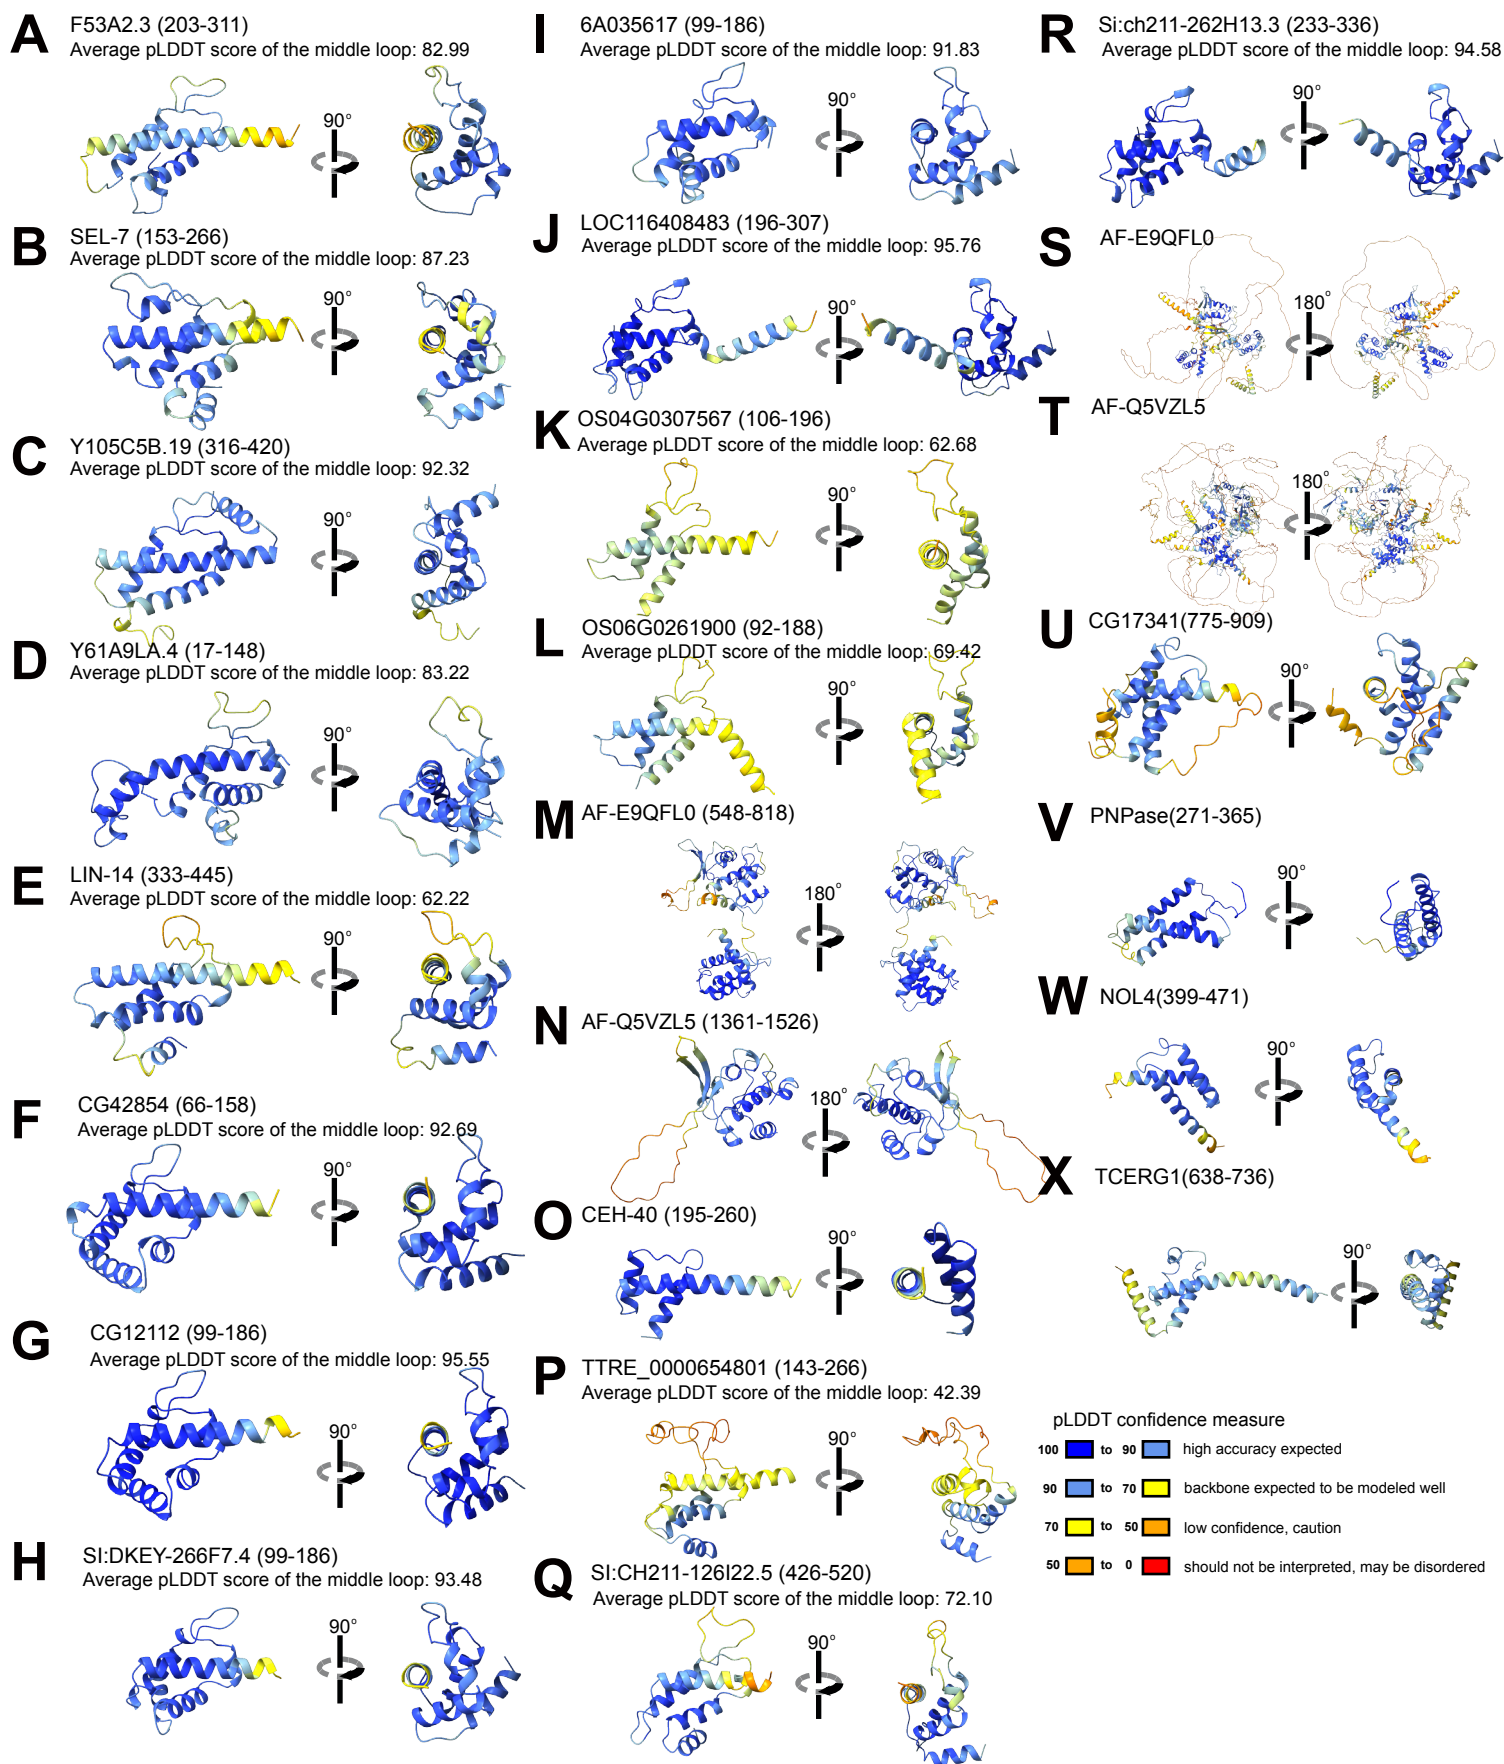 A
F53A2.3 (203-311)
Average pLDDT score of the middle loop: 82.99
90°
B
SEL-7 (153-266)
Average pLDDT score of the middle loop: 87.23
90°
C
Y105C5B.19 (316-420)
Average pLDDT score of the middle loop: 92.32
90°
D
Y61A9LA.4 (17-148)
Average pLDDT score of the middle loop: 83.22
90°
E
LIN-14 (333-445)
Average pLDDT score of the middle loop: 62.22
90°
F
CG42854 (66-158)
Average pLDDT score of the middle loop: 92.69
90°
G
CG12112 (99-186)
Average pLDDT score of the middle loop: 95.55
90°
H
SI:DKEY-266F7.4 (99-186)
Average pLDDT score of the middle loop: 93.48
90°
I
6A035617 (99-186)
Average pLDDT score of the middle loop: 91.83
90°
J
LOC116408483 (196-307)
Average pLDDT score of the middle loop: 95.76
90°
K
OS04G0307567 (106-196)
Average pLDDT score of the middle loop: 62.68
90°
L
OS06G0261900 (92-188)
Average pLDDT score of the middle loop: 69.42
90°
M
AF-E9QFL0 (548-818)
180°
N
AF-Q5VZL5 (1361-1526)
180°
O
CEH-40 (195-260)
90°
P
TTRE_0000654801 (143-266)
Average pLDDT score of the middle loop: 42.39
90°
Q
SI:CH211-126I22.5 (426-520)
Average pLDDT score of the middle loop: 72.10
90°
R
Si:ch211-262H13.3 (233-336)
Average pLDDT score of the middle loop: 94.58
90°
S
AF-E9QFL0
180°
T
AF-Q5VZL5
180°
U
CG17341(775-909)
90°
V
PNPase(271-365)
90°
W
NOL4(399-471)
90°
X
TCERG1(638-736)
90°
pLDDT confidence measure
100 to 90 high accuracy expected
90 to 70 backbone expected to be modeled well
70 to 50 low confidence, caution
50 to 0 should not be interpreted, may be disordered